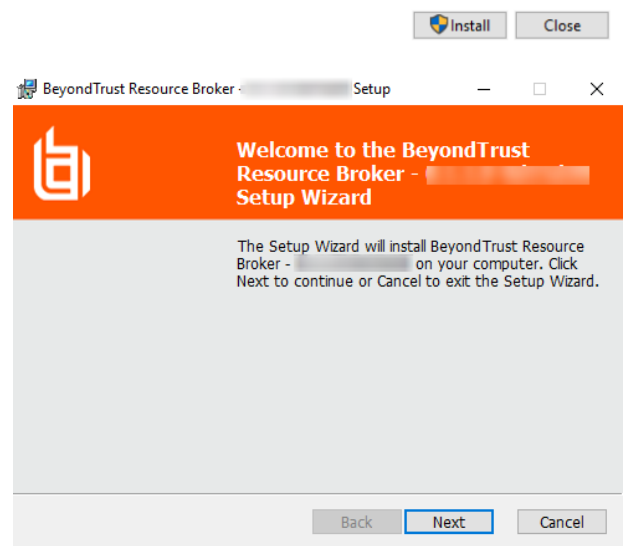 Install Close
BeyondTrust Resource Broker - Setup
Welcome to the BeyondTrust
Resource Broker -
Setup Wizard
The Setup Wizard will install BeyondTrust Resource
Broker - on your computer. Click
Next to continue or Cancel to exit the Setup Wizard.
Back Next Cancel